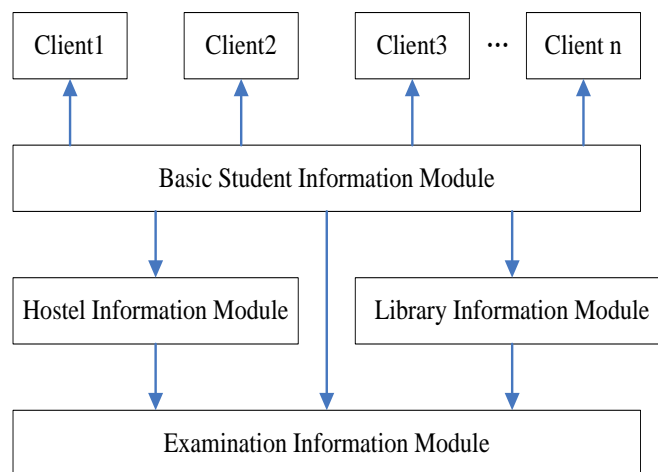 Client1
Client2
Client3
...
Client n
Basic Student Information Module
Hostel Information Module
Library Information Module
Examination Information Module